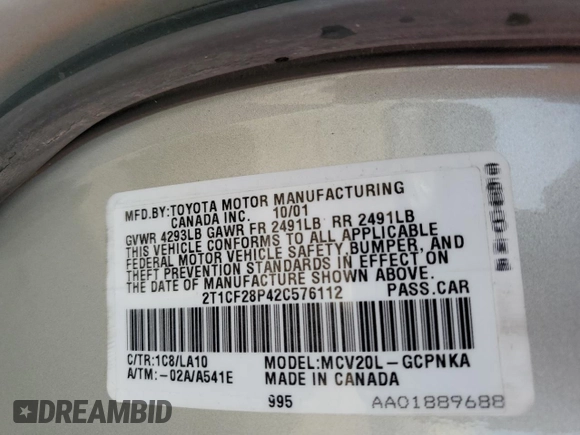 MFD.BY:TOYOTA MOTOR MANUFACTURING
CANADA INC. 10/01
GVWR 4293LB GAWR FR 2491LB RR 2491LB
THIS VEHICLE CONFORMS TO ALL APPLICABLE
FEDERAL MOTOR VEHICLE SAFETY, BUMPER, AND
THEFT PREVENTION STANDARDS IN EFFECT ON
THE DATE OF MANUFACTURE SHOWN ABOVE.
2T1CF28P42C576112 PASS.CAR
C/TR:1C8/LA10 MODEL:MCV20L-GCPNKA
A/TM:-02A/A541E MADE IN CANADA
995 AA01889688
DREAMBID